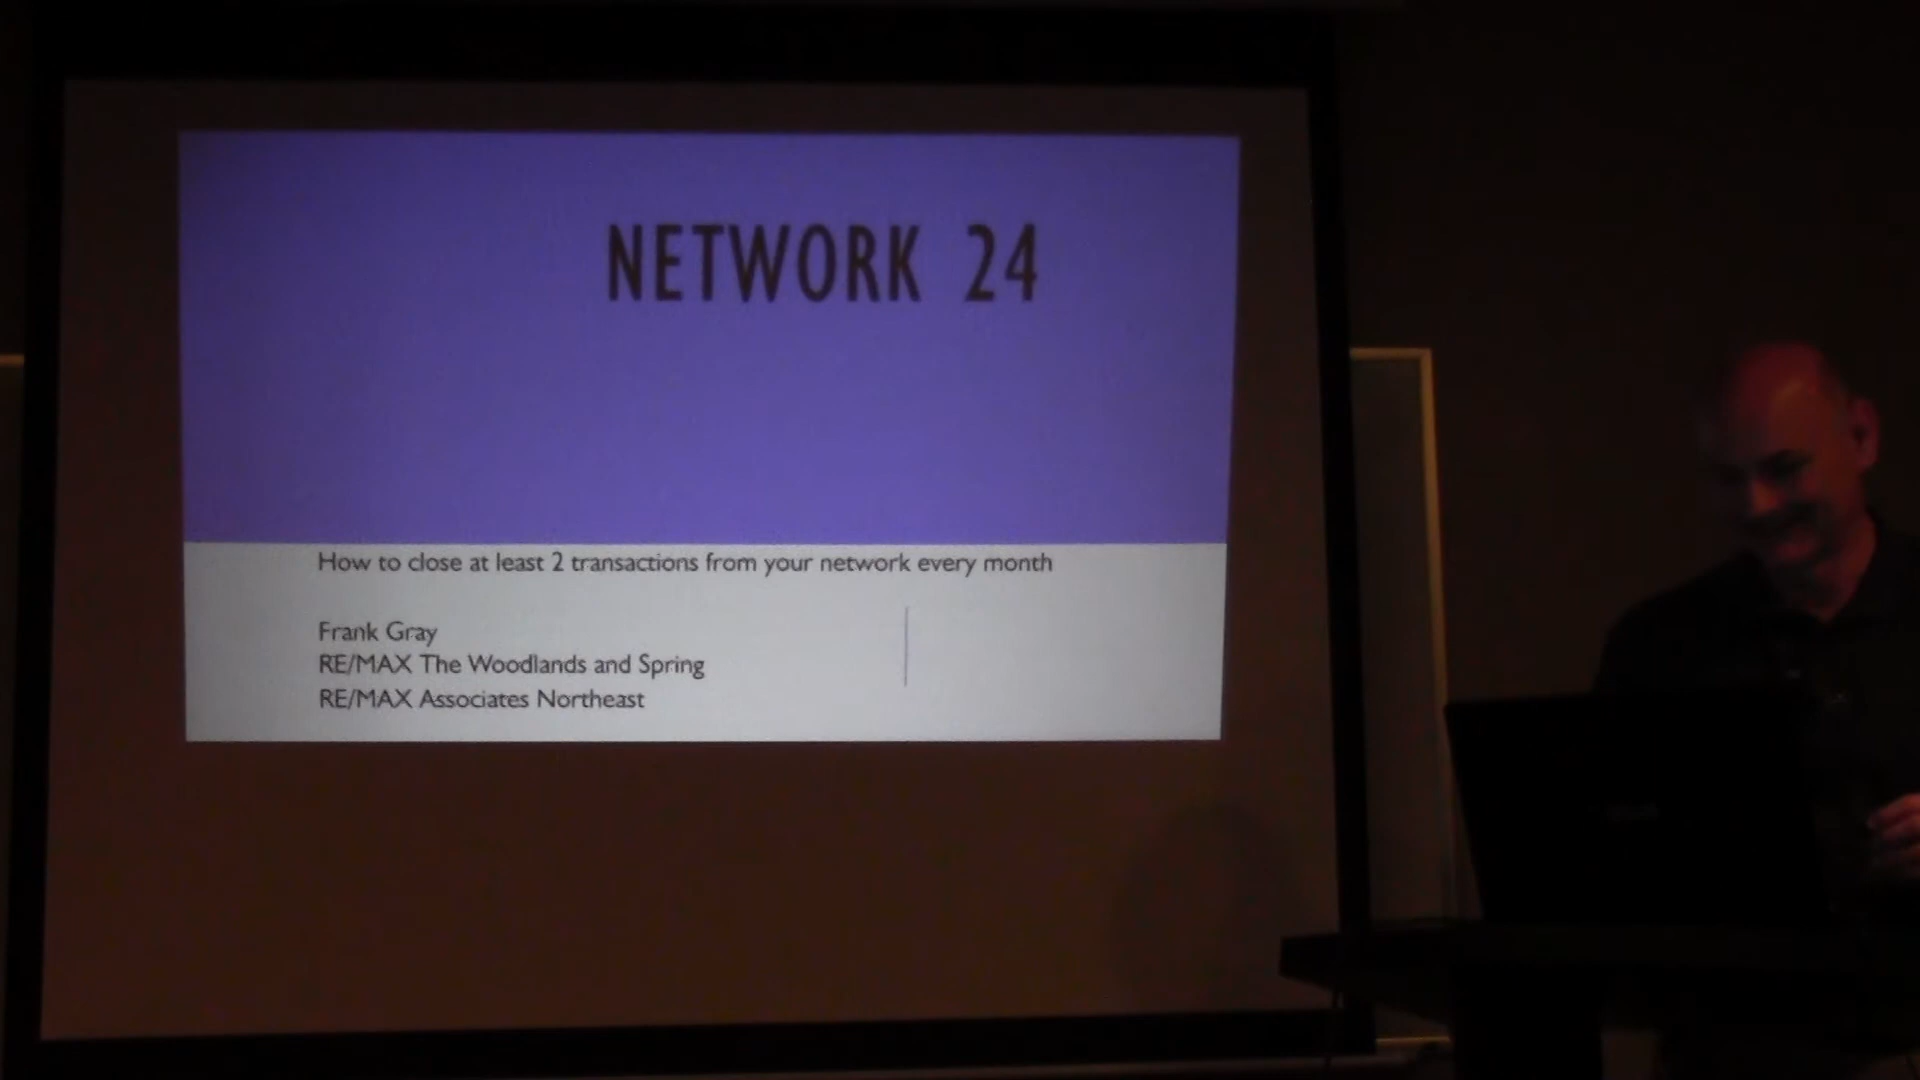 NETWORK 24
How to close at least 2 transactions from your network every month
Frank Gray
RE/MAX The Woodlands and Spring
RE/MAX Associates Northeast